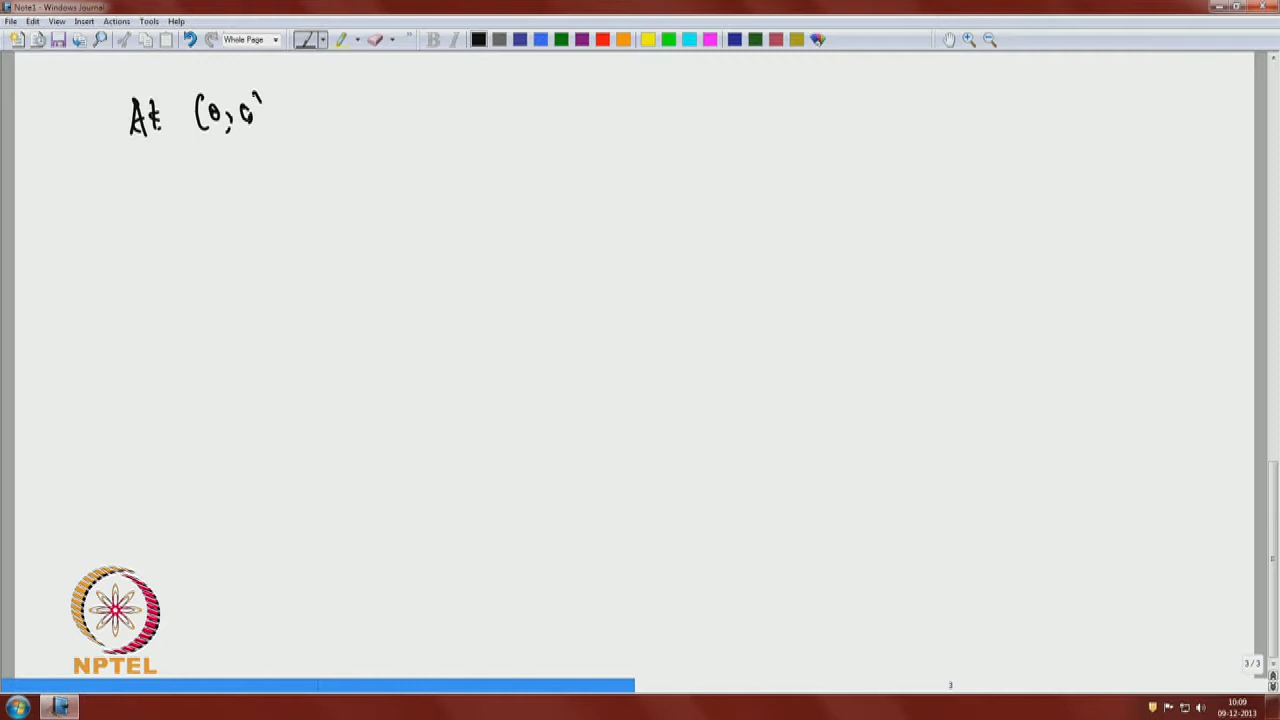 Note1 - Windows Journal
File Edit View Insert Actions Tools Help
Whole Page
At (0,0)
NPTEL
3 / 3
3
10:09
09-12-2013